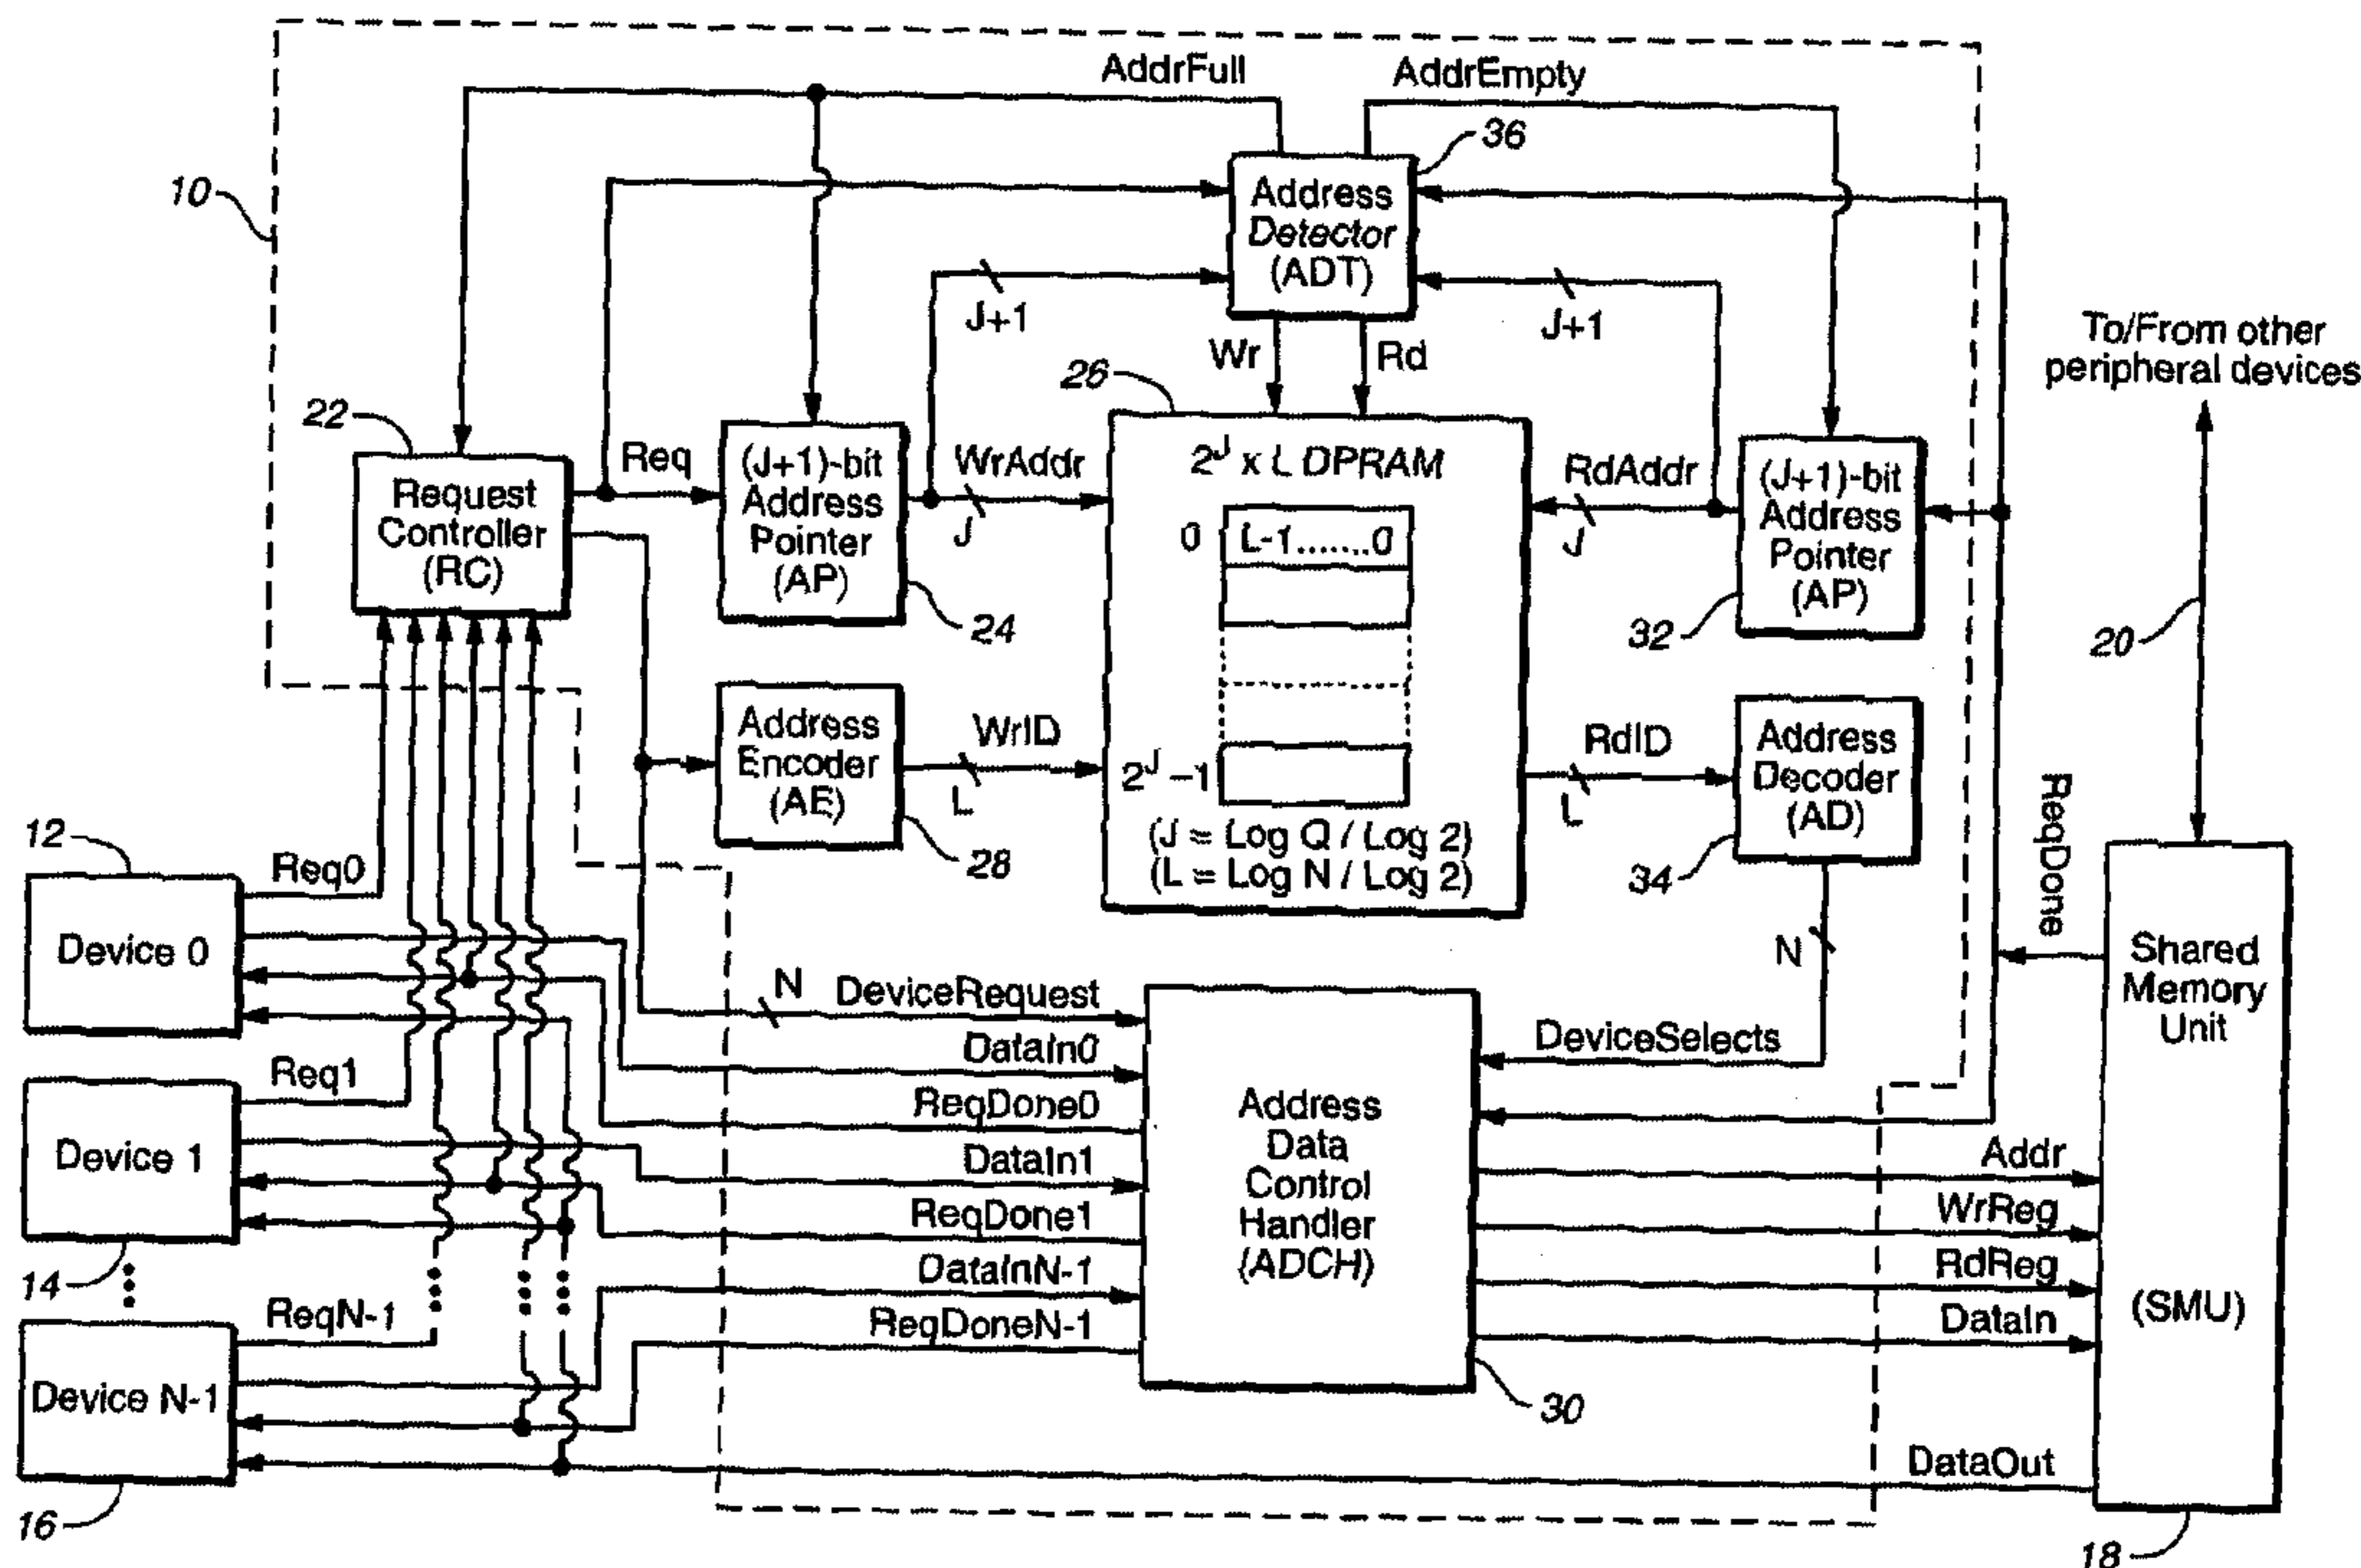 AddrFull
AddrEmpty
36
10
Address
Detector
(ADT)
J+1
J+1
To/From other
peripheral devices
Wr
Rd
26
22
Req
(J+1)-bit
Address
Pointer
(AP)
WrAddr
J
2^J x L DPRAM
RdAddr
J
(J+1)-bit
Address
Pointer
(AP)
Request
Controller
(RC)
0
L-1.......0
24
32
20
Address
Encoder
(AE)
WrID
L
2^J -1
RdID
L
Address
Decoder
(AD)
ReqDone
(J = Log Q / Log 2)
(L = Log N / Log 2)
28
34
12
Req0
Device 0
N
Shared
Memory
Unit
N
DeviceRequest
DeviceSelects
DataIn0
Req1
ReqDone0
Address
Data
Control
Handler
(ADCH)
Device 1
DataIn1
Addr
ReqDone1
WrReg
14
DataInN-1
RdReg
ReqN-1
ReqDoneN-1
DataIn
(SMU)
Device N-1
30
DataOut
16
18